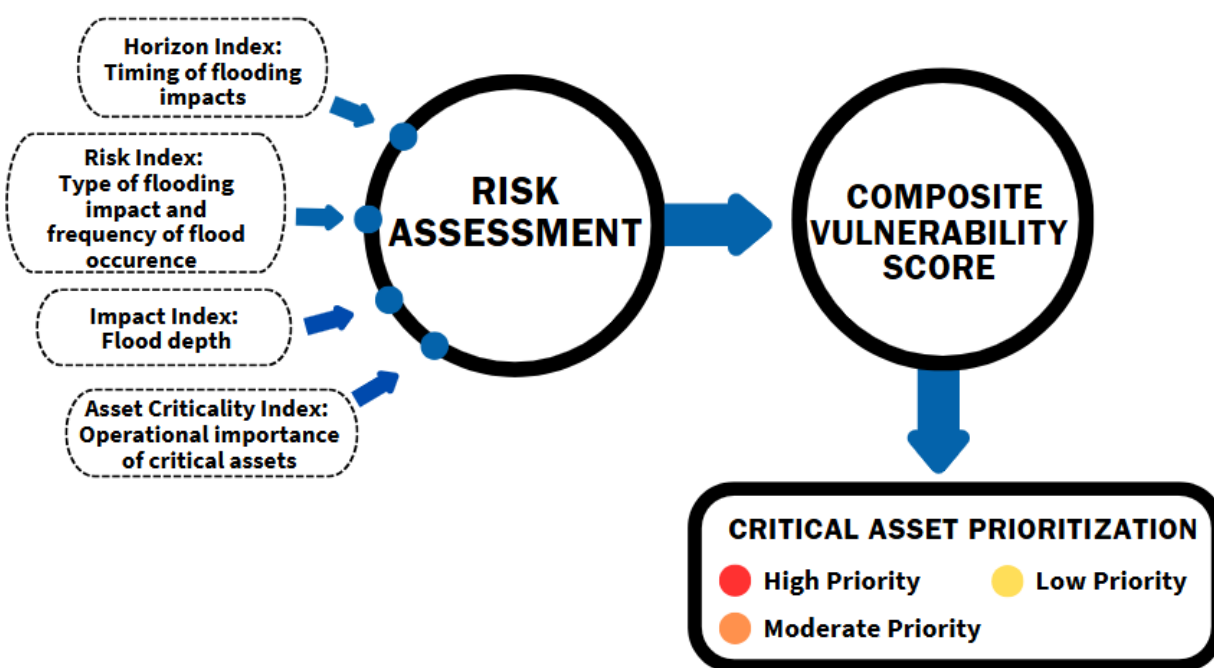 Horizon Index:
Timing of flooding
impacts
Risk Index:
Type of flooding
impact and
frequency of flood
occurence
Impact Index:
Flood depth
Asset Criticality Index:
Operational importance
of critical assets
RISK
ASSESSMENT
COMPOSITE
VULNERABILITY
SCORE
CRITICAL ASSET PRIORITIZATION
High Priority
Low Priority
Moderate Priority